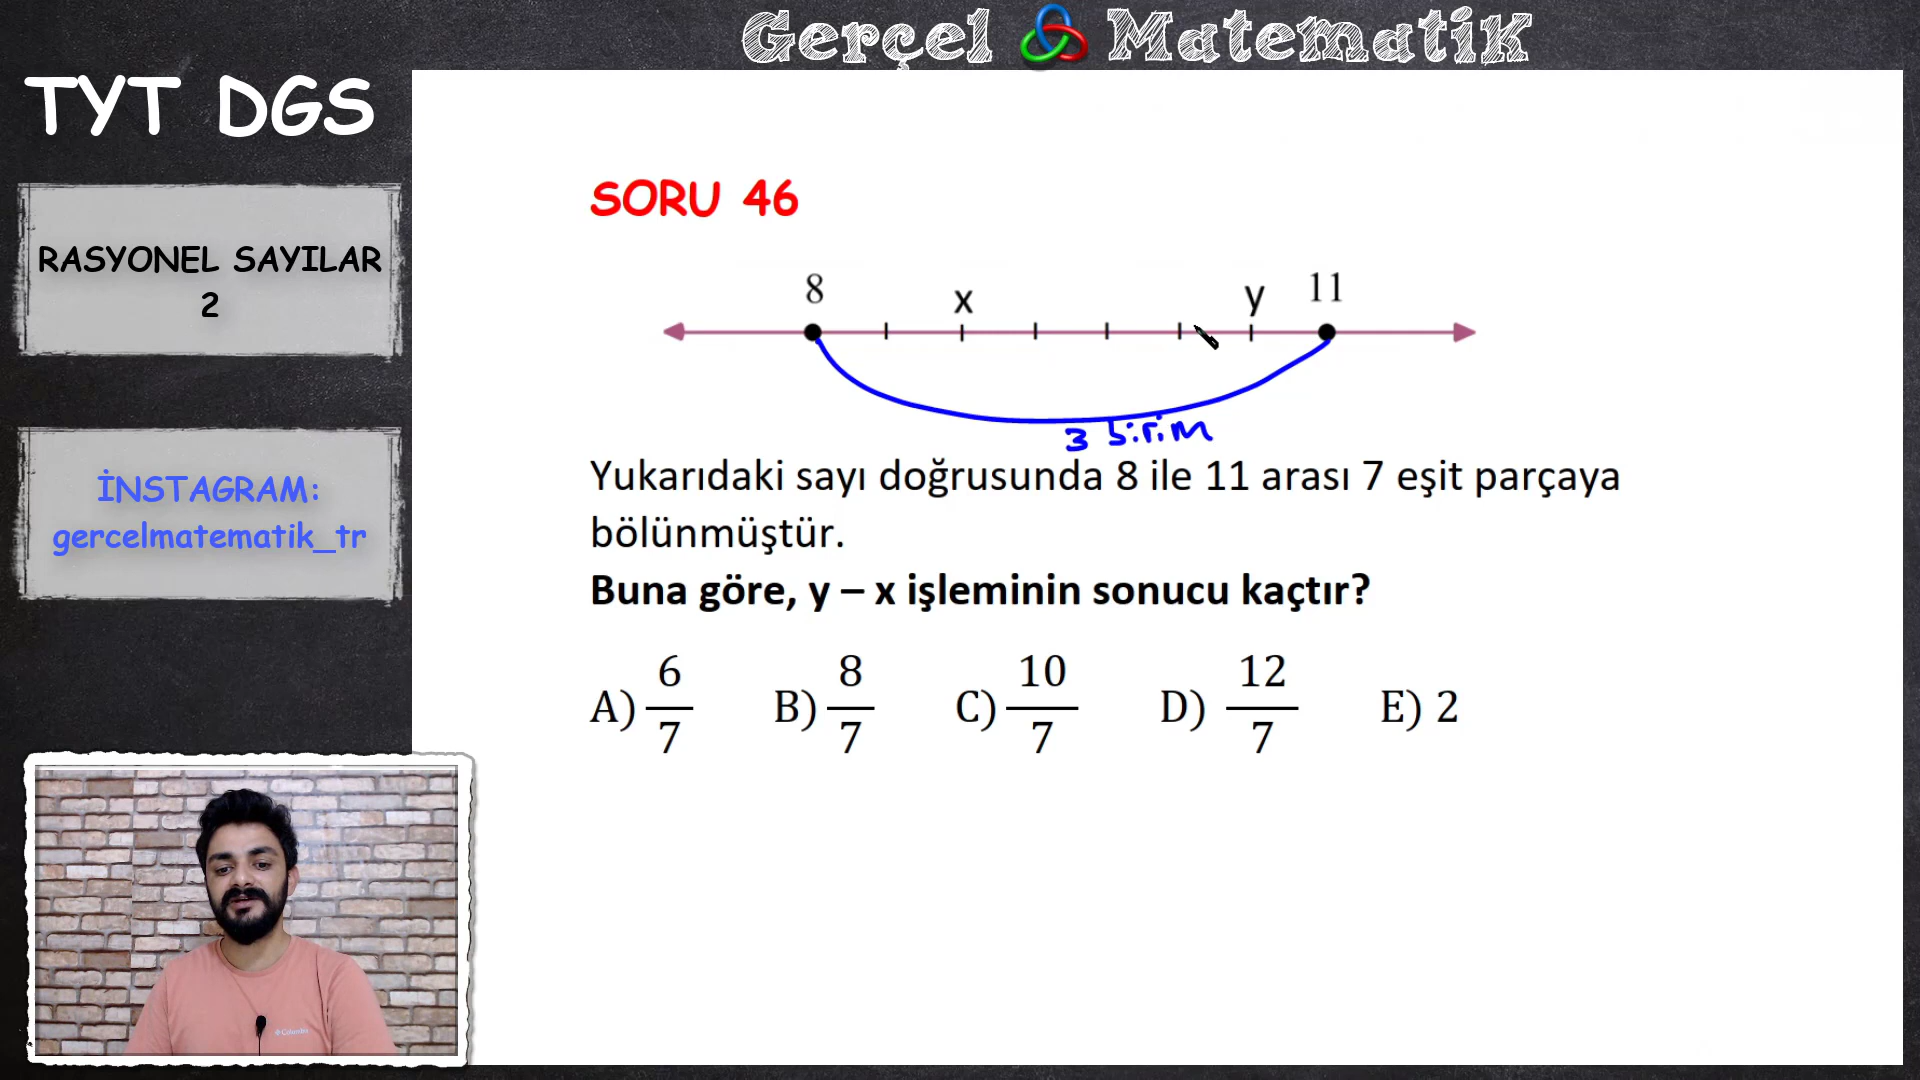 Gerçel Matematik
TYT DGS
RASYONEL SAYILAR
2
İNSTAGRAM:
gercelmatematik_tr
SORU 46
8 x y 11
3 birim
Yukarıdaki sayı doğrusunda 8 ile 11 arası 7 eşit parçaya
bölünmüştür.
Buna göre, y – x işleminin sonucu kaçtır?
A) 6/7 B) 8/7 C) 10/7 D) 12/7 E) 2
Columbia